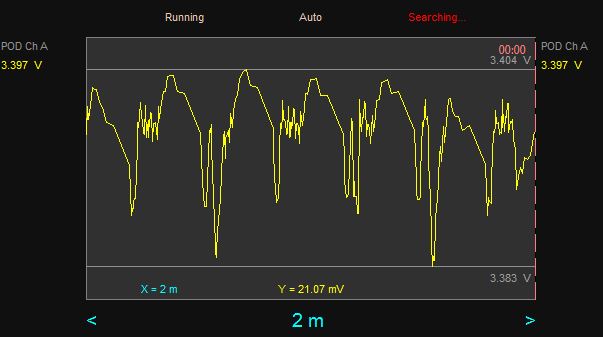 Running Auto Searching...
POD Ch A 00:00 POD Ch A
3.397 V 3.404 V 3.397 V
3.383 V
X = 2 m Y = 21.07 mV
< 2 m >